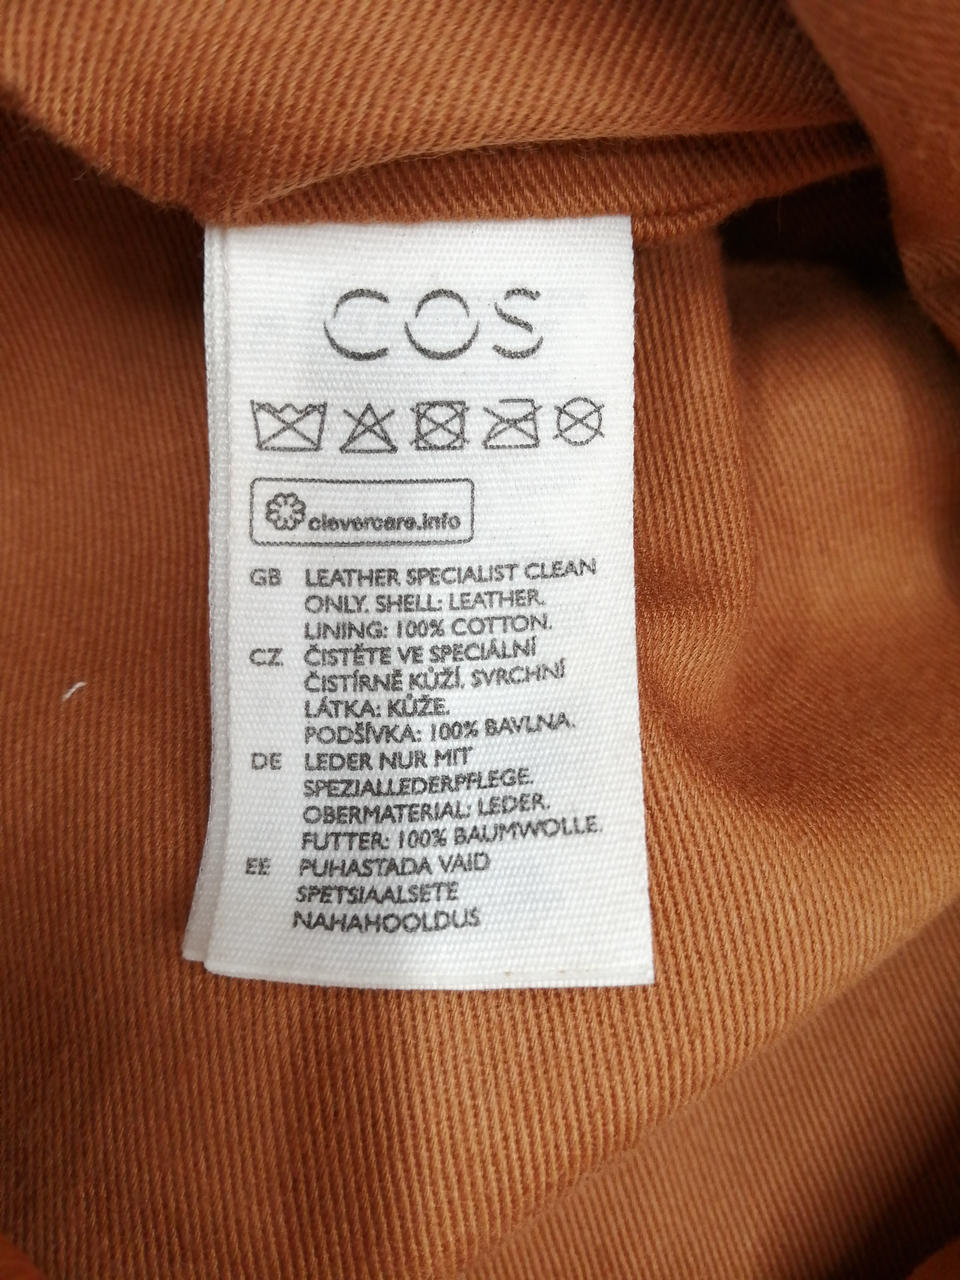 COS
clevercare.info
GB LEATHER SPECIALIST CLEAN
ONLY. SHELL: LEATHER.
LINING: 100% COTTON.
CZ ČISTĚTE VE SPECIÁLNÍ
ČISTÍRNĚ KŮŽÍ. SVRCHNÍ
LÁTKA: KŮŽE.
PODŠÍVKA: 100% BAVLNA.
DE LEDER NUR MIT
SPEZIALLEDERPFLEGE.
OBERMATERIAL: LEDER.
FUTTER: 100% BAUMWOLLE.
EE PUHASTADA VAID
SPETSIAALSETE
NAHAHOOLDUS